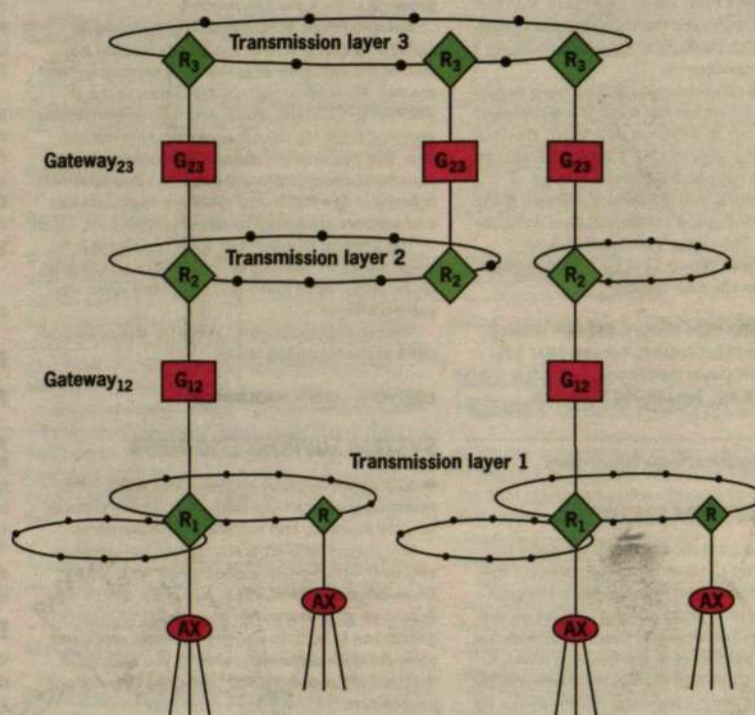 Transmission layer 3
R3 R3 R3
Gateway23 G23 G23 G23
Transmission layer 2
R2 R2 R2
Gateway12 G12 G12
Transmission layer 1
R1 R R1 R
AX AX
AX AX